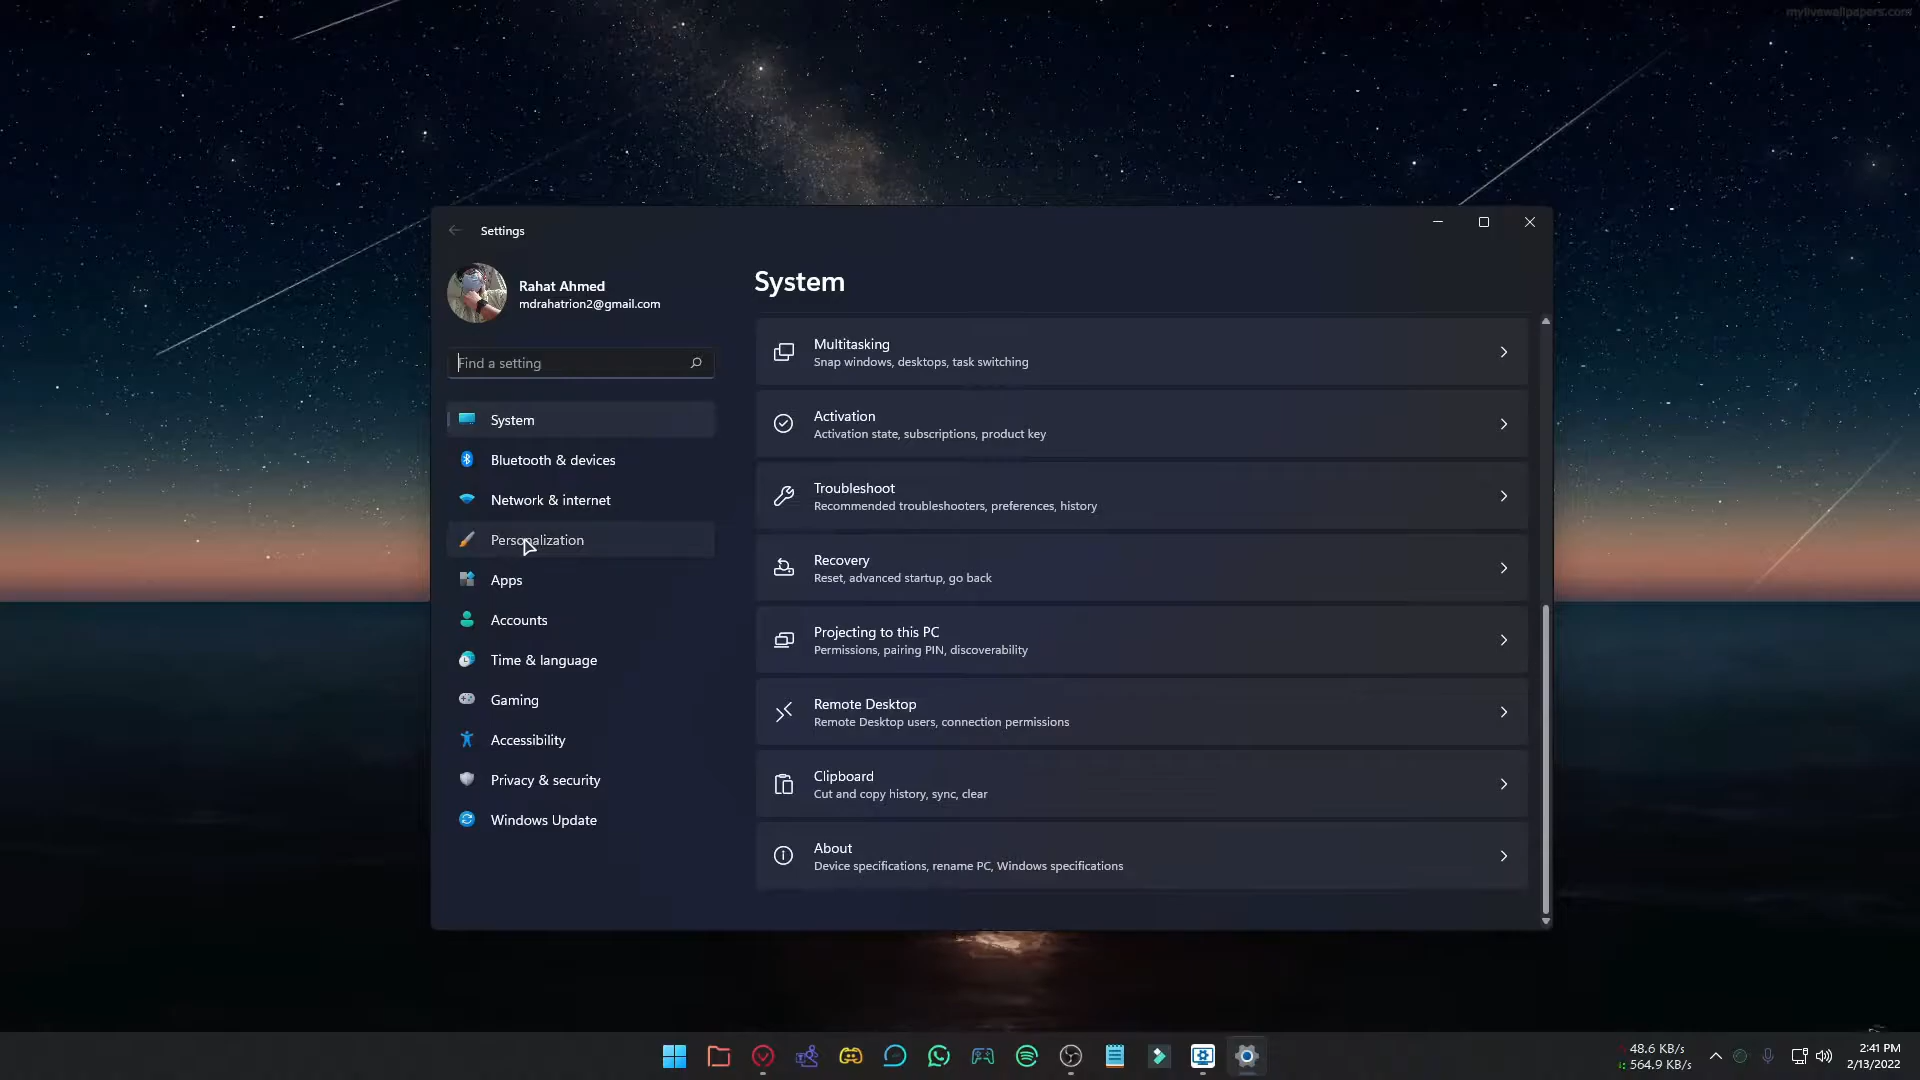 mylivewallpapers.com
Settings
Rahat Ahmed
mdrahatrion2@gmail.com
Find a setting
System
Bluetooth & devices
Network & internet
Personalization
Apps
Accounts
Time & language
Gaming
Accessibility
Privacy & security
Windows Update
System
Multitasking
Snap windows, desktops, task switching
Activation
Activation state, subscriptions, product key
Troubleshoot
Recommended troubleshooters, preferences, history
Recovery
Reset, advanced startup, go back
Projecting to this PC
Permissions, pairing PIN, discoverability
Remote Desktop
Remote Desktop users, connection permissions
Clipboard
Cut and copy history, sync, clear
About
Device specifications, rename PC, Windows specifications
48.6 KB/s
564.9 KB/s
2:41 PM
2/13/2022